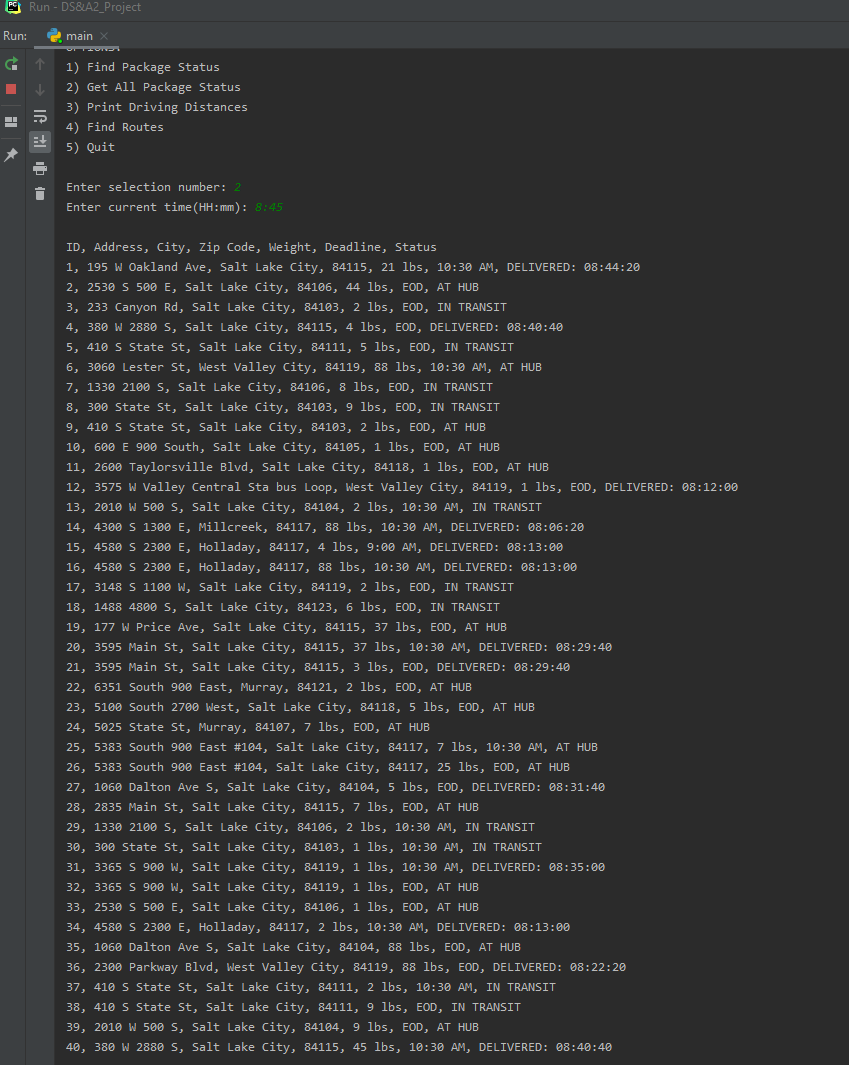 Run - DS&A2_Project
Run: main
OPTIONS:
1) Find Package Status
2) Get All Package Status
3) Print Driving Distances
4) Find Routes
5) Quit
Enter selection number: 2
Enter current time(HH:mm): 8:45
ID, Address, City, Zip Code, Weight, Deadline, Status
1, 195 W Oakland Ave, Salt Lake City, 84115, 21 lbs, 10:30 AM, DELIVERED: 08:44:20
2, 2530 S 500 E, Salt Lake City, 84106, 44 lbs, EOD, AT HUB
3, 233 Canyon Rd, Salt Lake City, 84103, 2 lbs, EOD, IN TRANSIT
4, 380 W 2880 S, Salt Lake City, 84115, 4 lbs, EOD, DELIVERED: 08:40:40
5, 410 S State St, Salt Lake City, 84111, 5 lbs, EOD, IN TRANSIT
6, 3060 Lester St, West Valley City, 84119, 88 lbs, 10:30 AM, AT HUB
7, 1330 2100 S, Salt Lake City, 84106, 8 lbs, EOD, IN TRANSIT
8, 300 State St, Salt Lake City, 84103, 9 lbs, EOD, IN TRANSIT
9, 410 S State St, Salt Lake City, 84103, 2 lbs, EOD, AT HUB
10, 600 E 900 South, Salt Lake City, 84105, 1 lbs, EOD, AT HUB
11, 2600 Taylorsville Blvd, Salt Lake City, 84118, 1 lbs, EOD, AT HUB
12, 3575 W Valley Central Sta bus Loop, West Valley City, 84119, 1 lbs, EOD, DELIVERED: 08:12:00
13, 2010 W 500 S, Salt Lake City, 84104, 2 lbs, 10:30 AM, IN TRANSIT
14, 4300 S 1300 E, Millcreek, 84117, 88 lbs, 10:30 AM, DELIVERED: 08:06:20
15, 4580 S 2300 E, Holladay, 84117, 4 lbs, 9:00 AM, DELIVERED: 08:13:00
16, 4580 S 2300 E, Holladay, 84117, 88 lbs, 10:30 AM, DELIVERED: 08:13:00
17, 3148 S 1100 W, Salt Lake City, 84119, 2 lbs, EOD, IN TRANSIT
18, 1488 4800 S, Salt Lake City, 84123, 6 lbs, EOD, IN TRANSIT
19, 177 W Price Ave, Salt Lake City, 84115, 37 lbs, EOD, AT HUB
20, 3595 Main St, Salt Lake City, 84115, 37 lbs, 10:30 AM, DELIVERED: 08:29:40
21, 3595 Main St, Salt Lake City, 84115, 3 lbs, EOD, DELIVERED: 08:29:40
22, 6351 South 900 East, Murray, 84121, 2 lbs, EOD, AT HUB
23, 5100 South 2700 West, Salt Lake City, 84118, 5 lbs, EOD, AT HUB
24, 5025 State St, Murray, 84107, 7 lbs, EOD, AT HUB
25, 5383 South 900 East #104, Salt Lake City, 84117, 7 lbs, 10:30 AM, AT HUB
26, 5383 South 900 East #104, Salt Lake City, 84117, 25 lbs, EOD, AT HUB
27, 1060 Dalton Ave S, Salt Lake City, 84104, 5 lbs, EOD, DELIVERED: 08:31:40
28, 2835 Main St, Salt Lake City, 84115, 7 lbs, EOD, AT HUB
29, 1330 2100 S, Salt Lake City, 84106, 2 lbs, 10:30 AM, IN TRANSIT
30, 300 State St, Salt Lake City, 84103, 1 lbs, 10:30 AM, IN TRANSIT
31, 3365 S 900 W, Salt Lake City, 84119, 1 lbs, 10:30 AM, DELIVERED: 08:35:00
32, 3365 S 900 W, Salt Lake City, 84119, 1 lbs, EOD, AT HUB
33, 2530 S 500 E, Salt Lake City, 84106, 1 lbs, EOD, AT HUB
34, 4580 S 2300 E, Holladay, 84117, 2 lbs, 10:30 AM, DELIVERED: 08:13:00
35, 1060 Dalton Ave S, Salt Lake City, 84104, 88 lbs, EOD, AT HUB
36, 2300 Parkway Blvd, West Valley City, 84119, 88 lbs, EOD, DELIVERED: 08:22:20
37, 410 S State St, Salt Lake City, 84111, 2 lbs, 10:30 AM, IN TRANSIT
38, 410 S State St, Salt Lake City, 84111, 9 lbs, EOD, IN TRANSIT
39, 2010 W 500 S, Salt Lake City, 84104, 9 lbs, EOD, AT HUB
40, 380 W 2880 S, Salt Lake City, 84115, 45 lbs, 10:30 AM, DELIVERED: 08:40:40